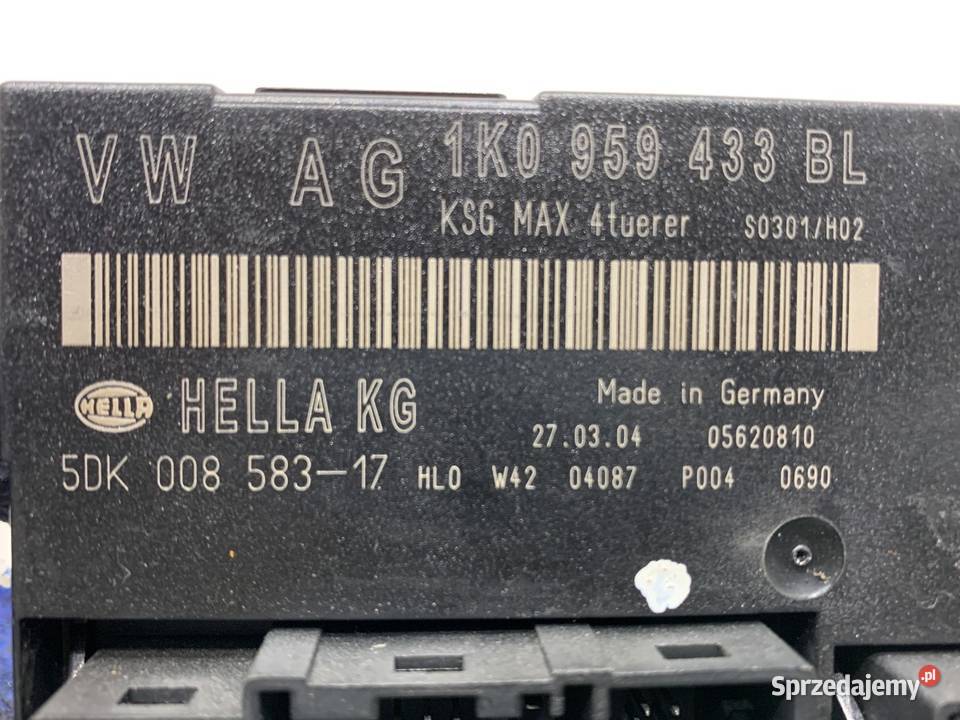 VW AG 1K0 959 433 BL
KSG MAX 4tuerer S0301/H02
HELLA HELLA KG Made in Germany
27.03.04 05620810
5DK 008 583-17 HL0 W42 04087 P004 0690
Sprzedajemy.pl